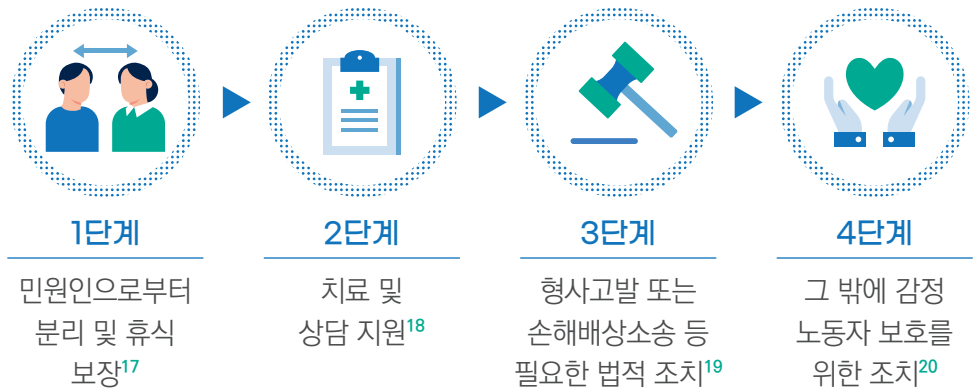 1단계
민원인으로부터
분리 및 휴식
보장17
2단계
치료 및
상담 지원18
3단계
형사고발 또는
손해배상소송 등
필요한 법적 조치19
4단계
그 밖에 감정
노동자 보호를
위한 조치20